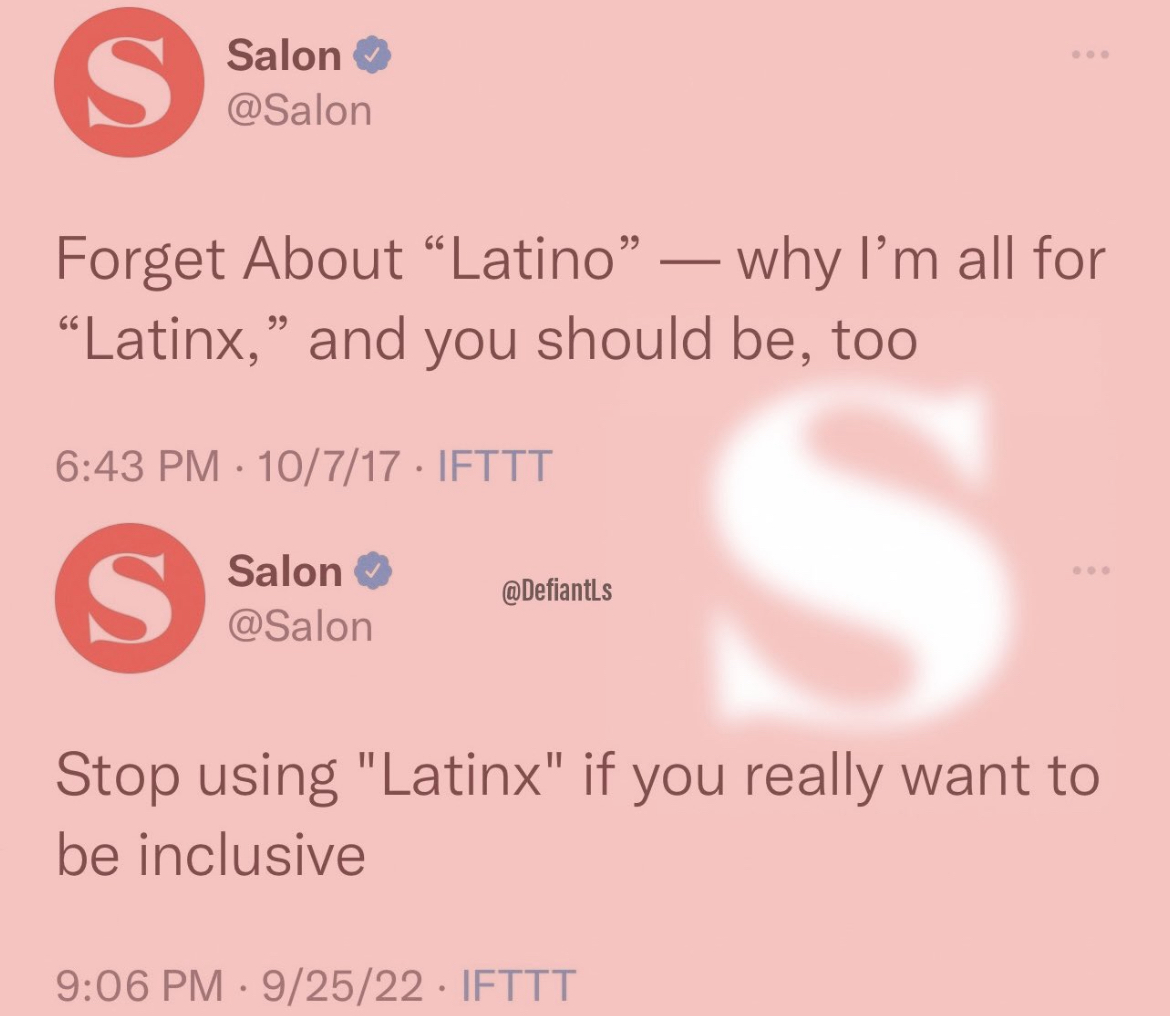 Salon
@Salon
Forget About “Latino” — why I’m all for
“Latinx,” and you should be, too
6:43 PM · 10/7/17 · IFTTT
Salon
@Salon
@DefiantLs
Stop using "Latinx" if you really want to
be inclusive
9:06 PM · 9/25/22 · IFTTT